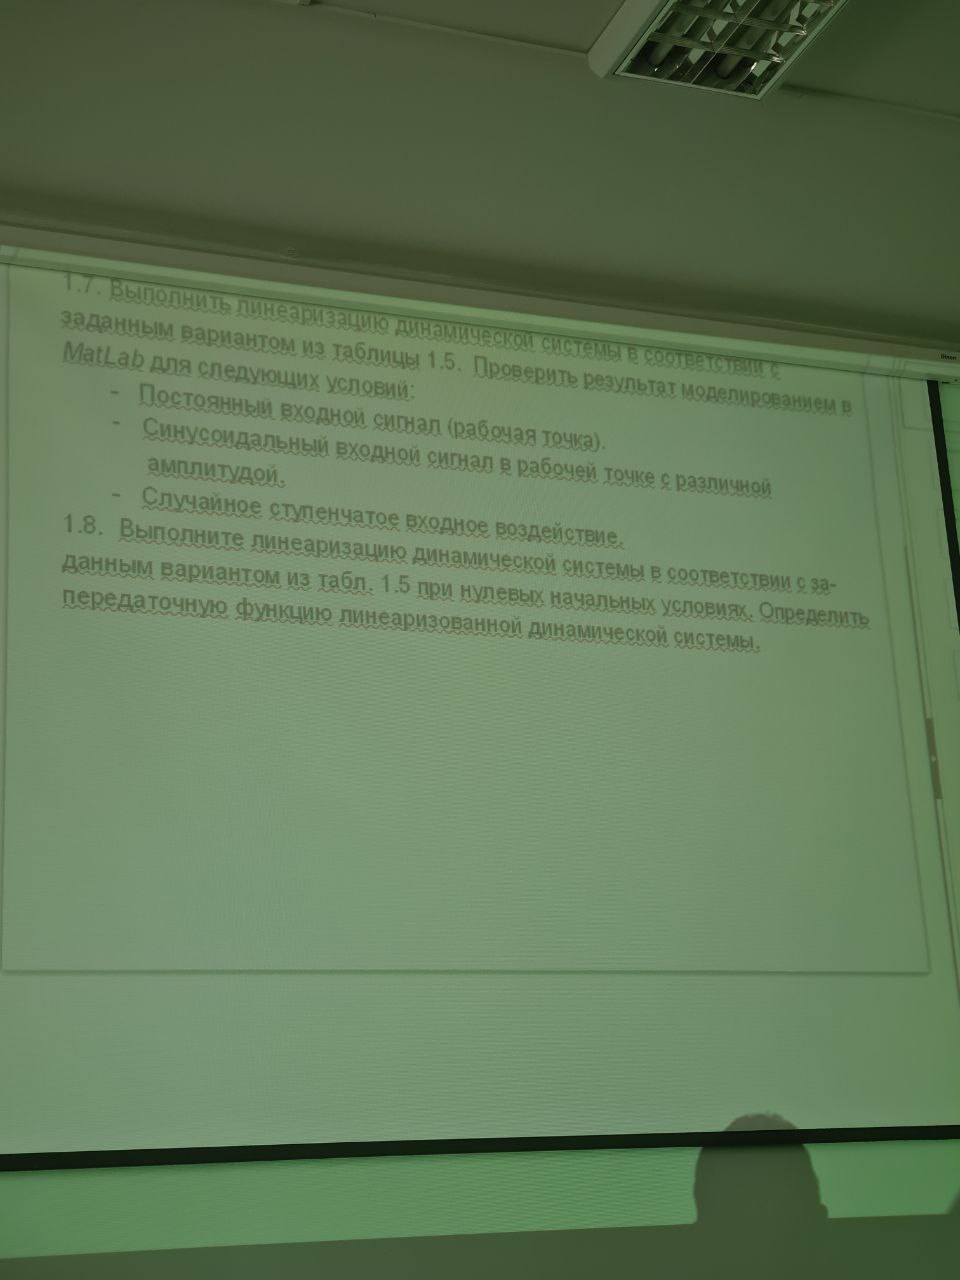 1.7. Выполнить линеаризацию динамической системы в соответствии с
заданным вариантом из таблицы 1.5. Проверить результат моделированием в
MatLab для следующих условий:
- Постоянный входной сигнал (рабочая точка).
- Синусоидальный входной сигнал в рабочей точке с различной
амплитудой.
- Случайное ступенчатое входное воздействие.
1.8. Выполните линеаризацию динамической системы в соответствии с за-
данным вариантом из табл. 1.5 при нулевых начальных условиях. Определить
передаточную функцию линеаризованной динамической системы.